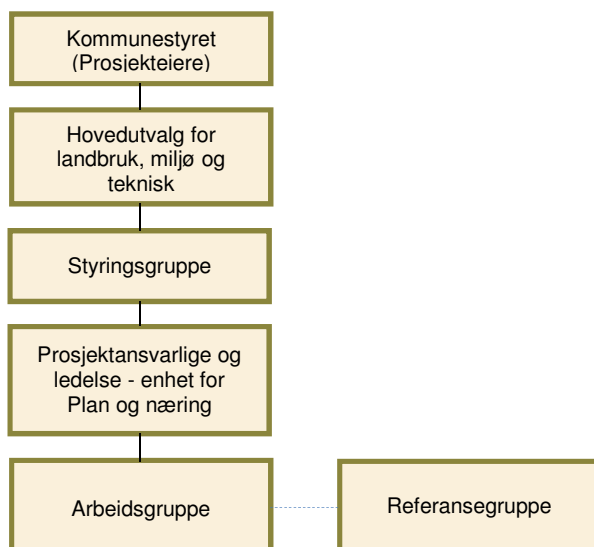 Kommunestyret
(Prosjekteiere)
Hovedutvalg for
landbruk, miljø og
teknisk
Styringsgruppe
Prosjektansvarlige og
ledelse - enhet for
Plan og næring
Arbeidsgruppe
Referansegruppe